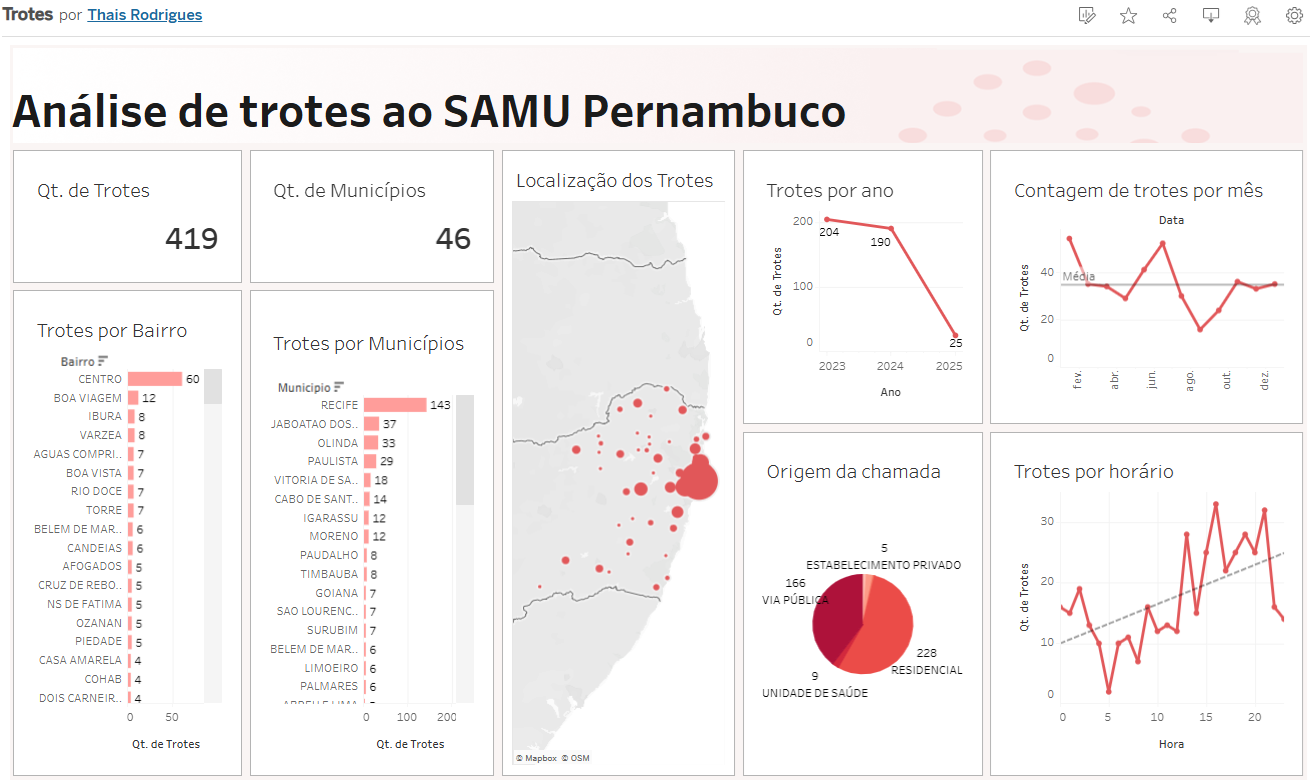 Trotes por Thais Rodrigues
Análise de trotes ao SAMU Pernambuco
Qt. de Trotes
419
Qt. de Municípios
46
Trotes por Bairro
Bairro
CENTRO 60
BOA VIAGEM 12
IBURA 8
VARZEA 8
AGUAS COMPRI.. 7
BOA VISTA 7
RIO DOCE 7
TORRE 7
BELEM DE MAR.. 6
CANDEIAS 6
AFOGADOS 5
CRUZ DE REBO.. 5
NS DE FATIMA 5
OZANAN 5
PIEDADE 5
CASA AMARELA 4
COHAB 4
DOIS CARNEIR.. 4
0 50
Qt. de Trotes
Trotes por Municípios
Municipio
RECIFE 143
JABOATAO DOS.. 37
OLINDA 33
PAULISTA 29
VITORIA DE SA.. 18
CABO DE SANT.. 14
IGARASSU 12
MORENO 12
PAUDALHO 8
TIMBAUBA 8
GOIANA 7
SAO LOURENC.. 7
SURUBIM 7
BELEM DE MAR.. 6
LIMOEIRO 6
PALMARES 6
0 100 200
Qt. de Trotes
Localização dos Trotes
© Mapbox © OSM
Trotes por ano
Qt. de Trotes
200
100
0
204
190
25
2023 2024 2025
Ano
Origem da chamada
5
ESTABELECIMENTO PRIVADO
166
VIA PÚBLICA
228
RESIDENCIAL
9
UNIDADE DE SAÚDE
Contagem de trotes por mês
Data
Qt. de Trotes
40
20
0
Média
fev. abr. jun. ago. out. dez.
Trotes por horário
Qt. de Trotes
30
20
10
0
0 5 10 15 20
Hora